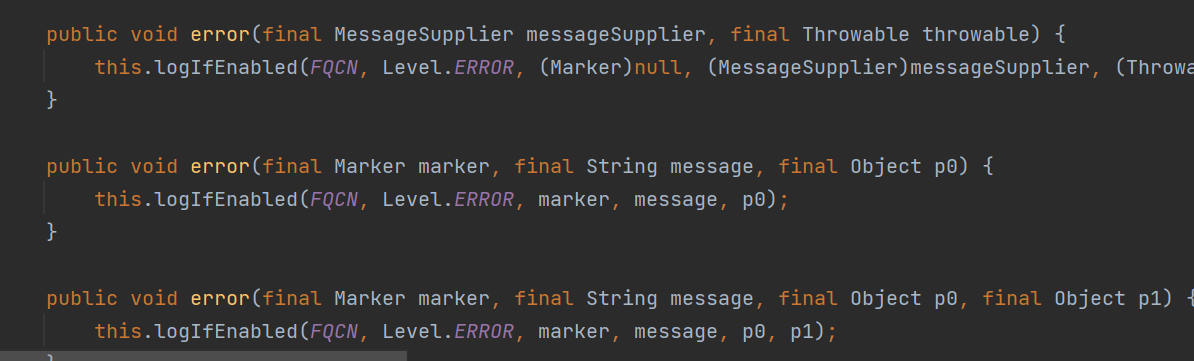 public void error(final MessageSupplier messageSupplier, final Throwable throwable) {
this.logIfEnabled(FQCN, Level.ERROR, (Marker)null, (MessageSupplier)messageSupplier, (Throwa
}
public void error(final Marker marker, final String message, final Object p0) {
this.logIfEnabled(FQCN, Level.ERROR, marker, message, p0);
}
public void error(final Marker marker, final String message, final Object p0, final Object p1) {
this.logIfEnabled(FQCN, Level.ERROR, marker, message, p0, p1);
}